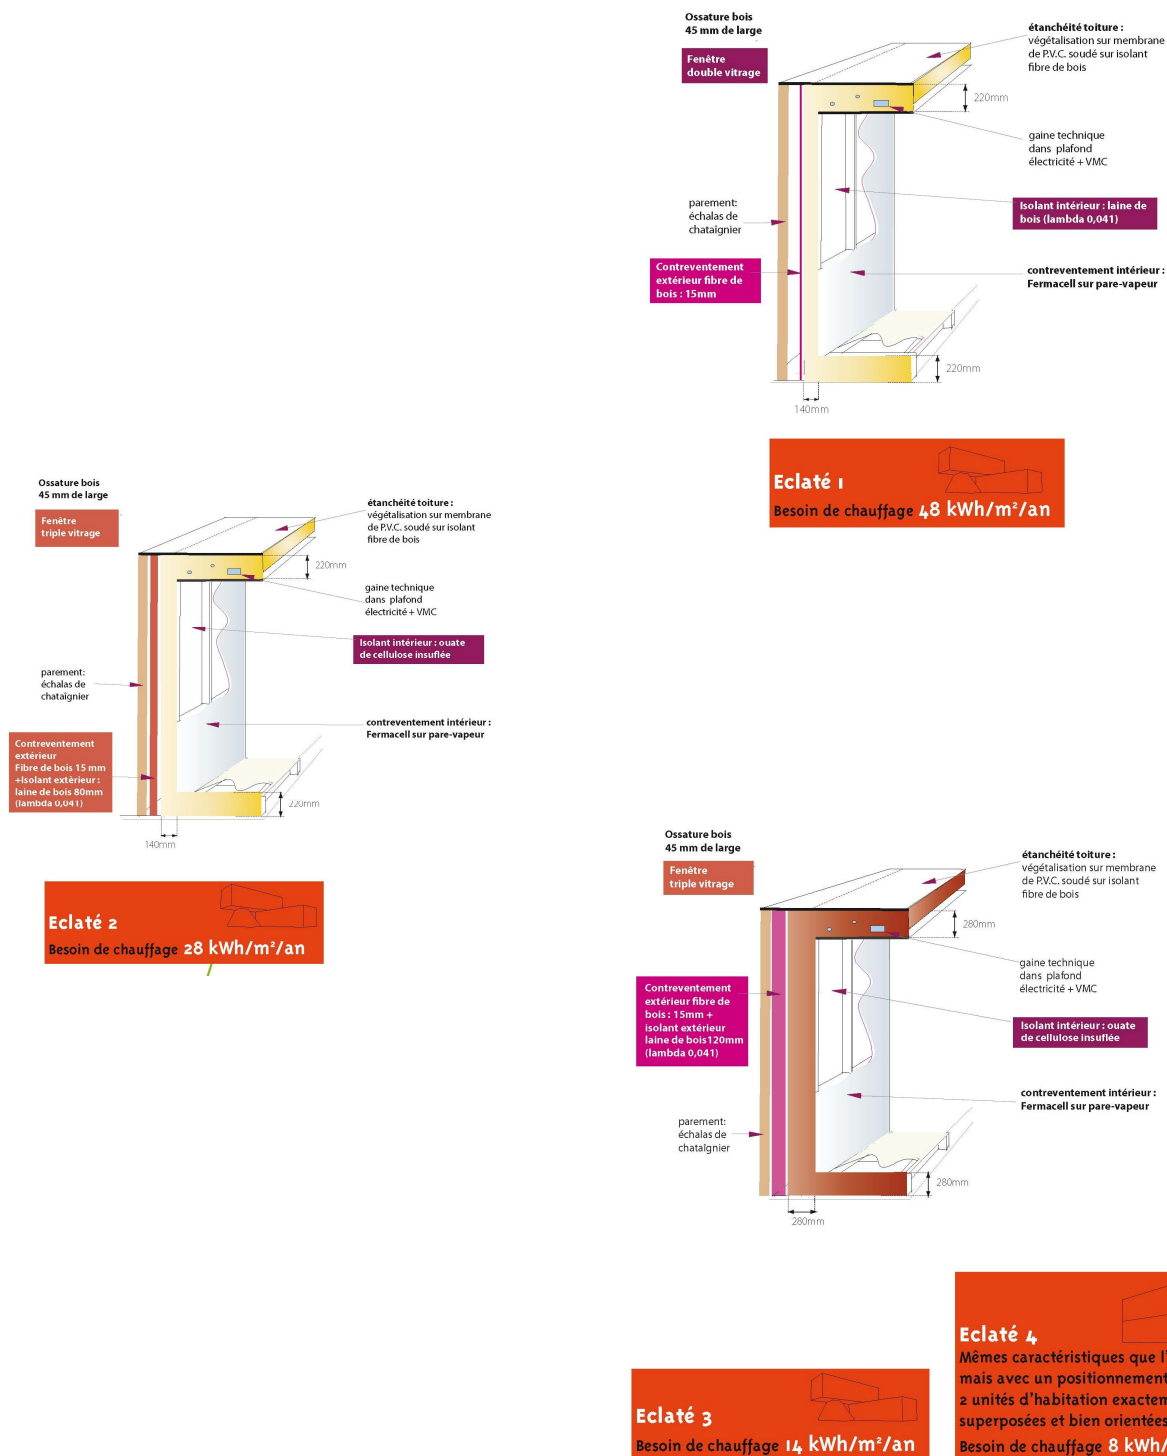 Ossature bois
45 mm de large
Fenêtre
double vitrage
étanchéité toiture :
végétalisation sur membrane
de P.V.C. soudé sur isolant
fibre de bois
220mm
gaine technique
dans plafond
électricité + VMC
parement:
échalas de
chataîgnier
Isolant intérieur : laine de
bois (lambda 0,041)
Contreventement
extérieur fibre de
bois : 15mm
contreventement intérieur :
Fermacell sur pare-vapeur
220mm
140mm
Eclaté 1
Besoin de chauffage 48 kWh/m²/an
Ossature bois
45 mm de large
Fenêtre
triple vitrage
étanchéité toiture :
végétalisation sur membrane
de P.V.C. soudé sur isolant
fibre de bois
220mm
gaine technique
dans plafond
électricité + VMC
Isolant intérieur : ouate
de cellulose insuflée
parement:
échalas de
chataîgnier
contreventement intérieur :
Fermacell sur pare-vapeur
Contreventement
extérieur
Fibre de bois 15 mm
+Isolant extérieur :
laine de bois 80mm
(lambda 0,041)
220mm
140mm
Eclaté 2
Besoin de chauffage 28 kWh/m²/an
Ossature bois
45 mm de large
Fenêtre
triple vitrage
étanchéité toiture :
végétalisation sur membrane
de P.V.C. soudé sur isolant
fibre de bois
280mm
gaine technique
dans plafond
électricité + VMC
Contreventement
extérieur fibre de
bois : 15mm +
isolant extérieur
laine de bois120mm
(lambda 0,041)
Isolant intérieur : ouate
de cellulose insuflée
contreventement intérieur :
Fermacell sur pare-vapeur
parement:
échalas de
chataîgnier
280mm
280mm
Eclaté 3
Besoin de chauffage 14 kWh/m²/an
Eclaté 4
Mêmes caractéristiques que l'
mais avec un positionnement
2 unités d'habitation exactem
superposées et bien orientées
Besoin de chauffage 8 kWh/